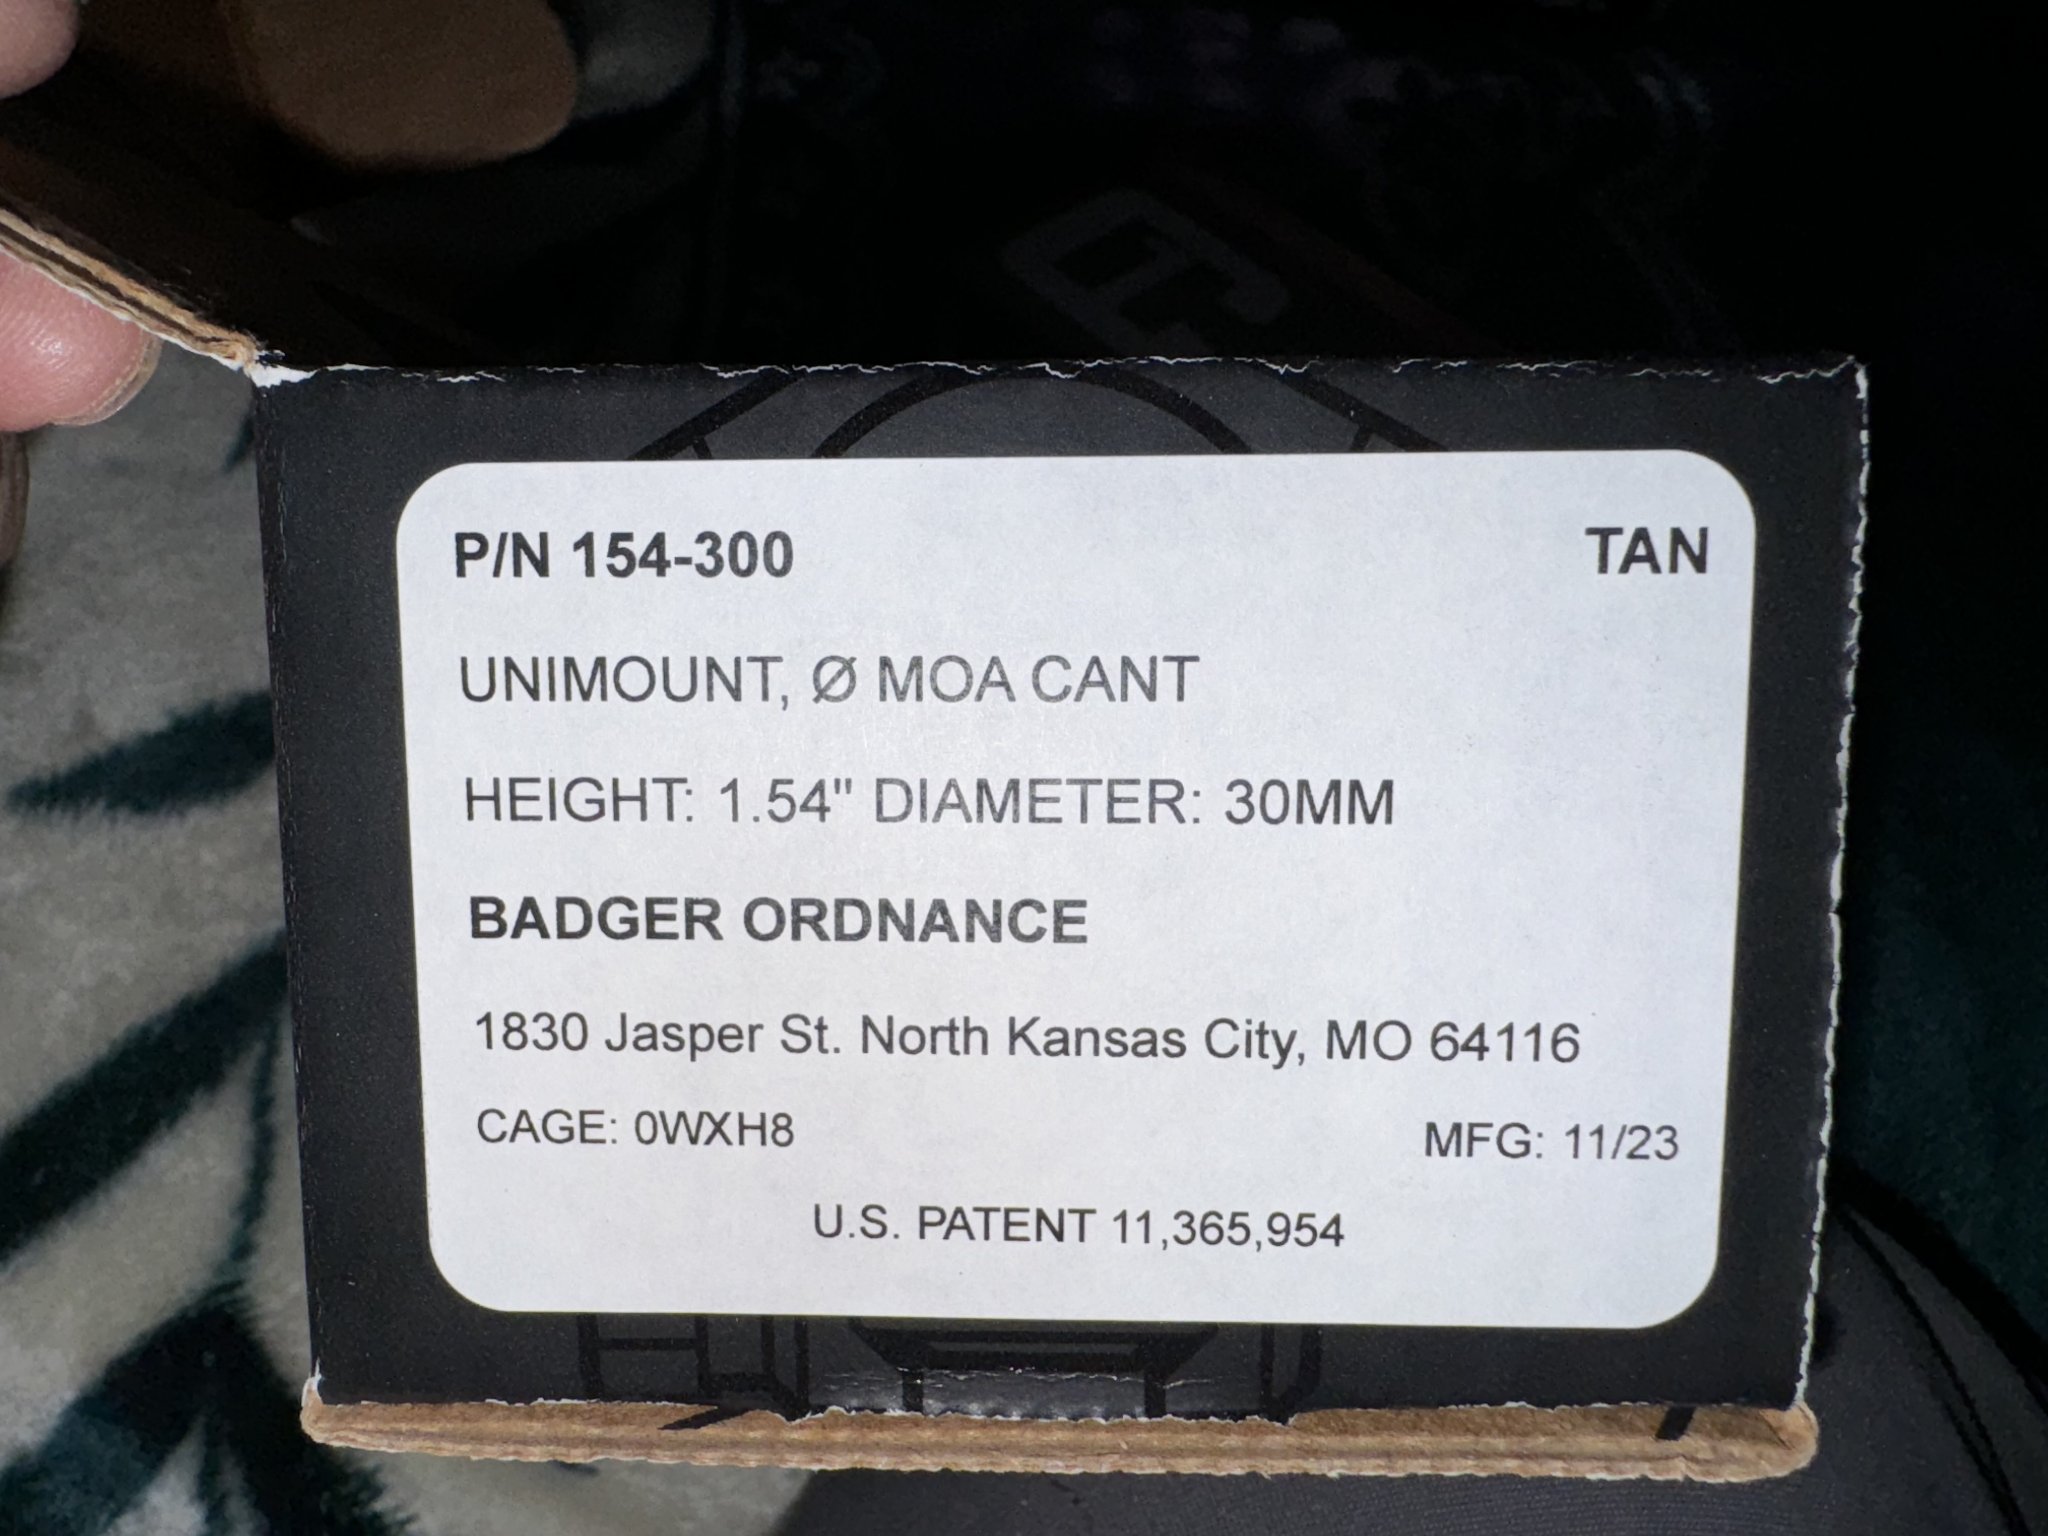 P/N 154-300 TAN
UNIMOUNT, Ø MOA CANT
HEIGHT: 1.54" DIAMETER: 30MM
BADGER ORDNANCE
1830 Jasper St. North Kansas City, MO 64116
CAGE: 0WXH8 MFG: 11/23
U.S. PATENT 11,365,954